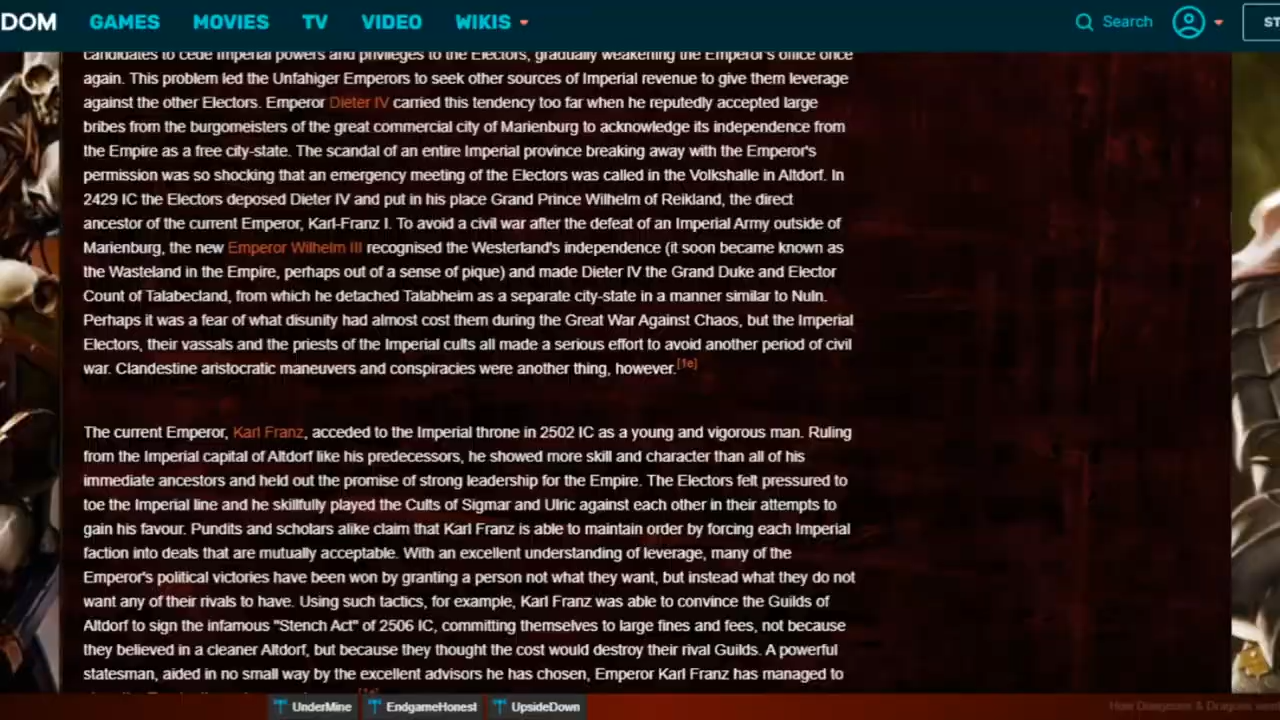 DOM GAMES MOVIES TV VIDEO WIKIS Search ST
candidates to cede Imperial powers and privileges to the Electors, gradually weakening the Emperor's office once
again. This problem led the Unfahiger Emperors to seek other sources of Imperial revenue to give them leverage
against the other Electors. Emperor Dieter IV carried this tendency too far when he reputedly accepted large
bribes from the burgomeisters of the great commercial city of Marienburg to acknowledge its independence from
the Empire as a free city-state. The scandal of an entire Imperial province breaking away with the Emperor's
permission was so shocking that an emergency meeting of the Electors was called in the Volkshalle in Altdorf. In
2429 IC the Electors deposed Dieter IV and put in his place Grand Prince Wilhelm of Reikland, the direct
ancestor of the current Emperor, Karl-Franz I. To avoid a civil war after the defeat of an Imperial Army outside of
Marienburg, the new Emperor Wilhelm III recognised the Westerland's independence (it soon became known as
the Wasteland in the Empire, perhaps out of a sense of pique) and made Dieter IV the Grand Duke and Elector
Count of Talabecland, from which he detached Talabheim as a separate city-state in a manner similar to Nuln.
Perhaps it was a fear of what disunity had almost cost them during the Great War Against Chaos, but the Imperial
Electors, their vassals and the priests of the Imperial cults all made a serious effort to avoid another period of civil
war. Clandestine aristocratic maneuvers and conspiracies were another thing, however.[1e]
The current Emperor, Karl Franz, acceded to the Imperial throne in 2502 IC as a young and vigorous man. Ruling
from the Imperial capital of Altdorf like his predecessors, he showed more skill and character than all of his
immediate ancestors and held out the promise of strong leadership for the Empire. The Electors felt pressured to
toe the Imperial line and he skillfully played the Cults of Sigmar and Ulric against each other in their attempts to
gain his favour. Pundits and scholars alike claim that Karl Franz is able to maintain order by forcing each Imperial
faction into deals that are mutually acceptable. With an excellent understanding of leverage, many of the
Emperor's political victories have been won by granting a person not what they want, but instead what they do not
want any of their rivals to have. Using such tactics, for example, Karl Franz was able to convince the Guilds of
Altdorf to sign the infamous "Stench Act" of 2506 IC, committing themselves to large fines and fees, not because
they believed in a cleaner Altdorf, but because they thought the cost would destroy their rival Guilds. A powerful
statesman, aided in no small way by the excellent advisors he has chosen, Emperor Karl Franz has managed to
UnderMine EndgameHonest UpsideDown